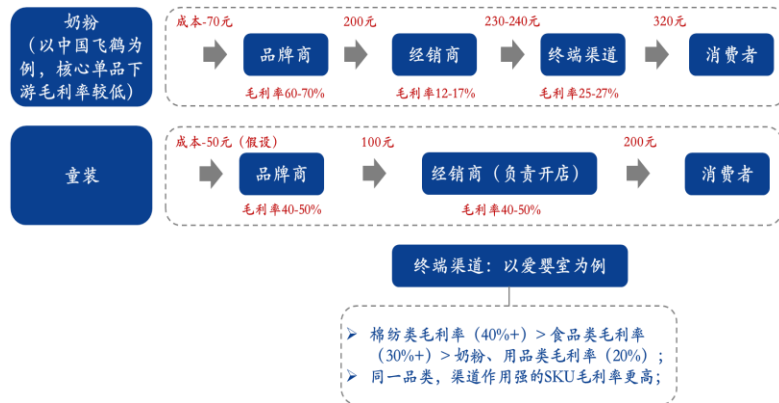 奶粉
（以中国飞鹤为
例，核心单品下
游毛利率较低）
成本-70元
200元
230-240元
320元
品牌商
经销商
终端渠道
消费者
毛利率60-70%
毛利率12-17%
毛利率25-27%
童装
成本-50元（假设）
100元
200元
品牌商
经销商（负责开店）
消费者
毛利率40-50%
毛利率40-50%
终端渠道：以爱婴室为例
➢ 棉纺类毛利率（40%+）＞食品类毛利率
（30%+）＞奶粉、用品类毛利率（20%）；
➢ 同一品类，渠道作用强的SKU毛利率更高；